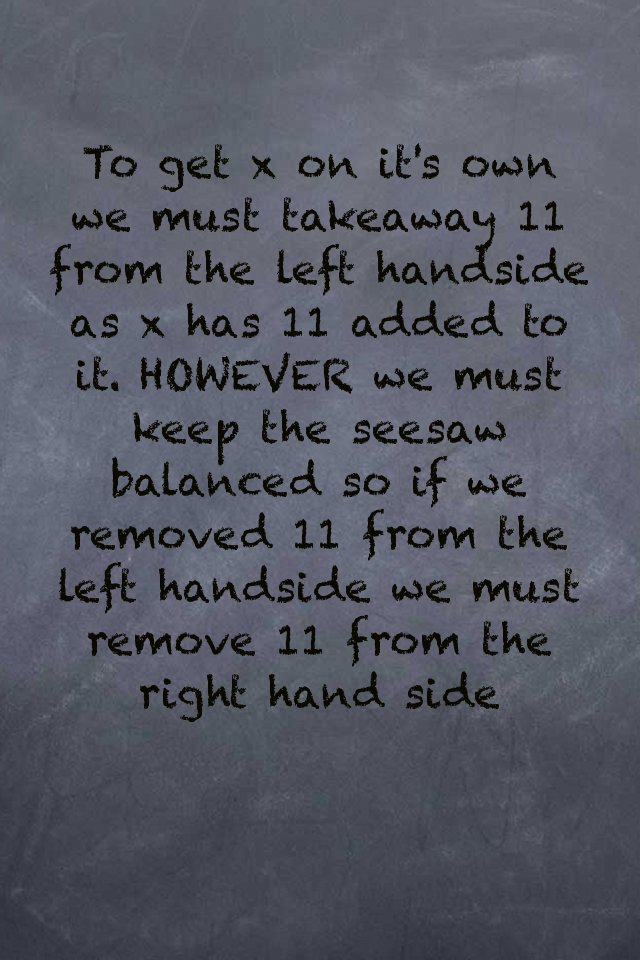 To get x on it's own
we must takeaway 11
from the left handside
as x has 11 added to
it. HOWEVER we must
keep the seesaw
balanced so if we
removed 11 from the
left handside we must
remove 11 from the
right hand side